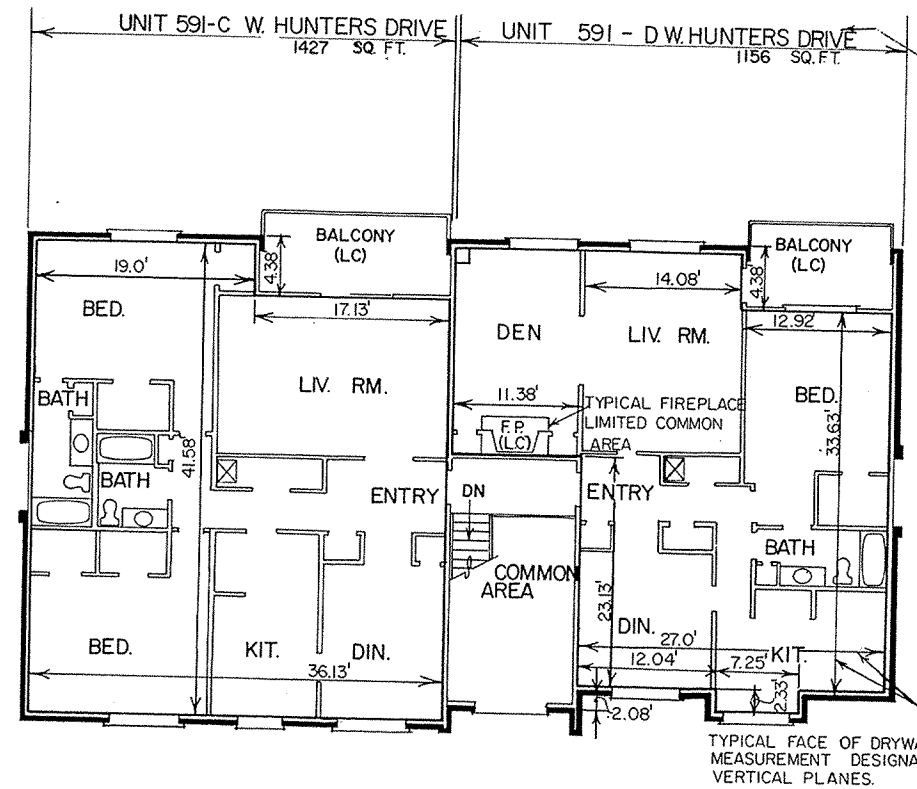 UNIT 591-C W. HUNTERS DRIVE
1427 SQ. FT.
UNIT 591 - D W. HUNTERS DRIVE
1156 SQ. FT.
BALCONY
(LC)
4.38'
19.0'
BED.
17.13'
LIV. RM.
BATH
BATH
41.58'
ENTRY
BED.
KIT.
DIN.
36.13'
DEN
11.38'
F.P.
(LC)
TYPICAL FIREPLACE
LIMITED COMMON
AREA
14.08'
LIV. RM.
BALCONY
(LC)
4.38'
12.92'
BED.
33.63'
DN
ENTRY
COMMON
AREA
23.13'
BATH
DIN.
27.0'
12.04'
7.25'
KIT.
2.33'
2.08'
TYPICAL FACE OF DRYWA
MEASUREMENT DESIGNA
VERTICAL PLANES.